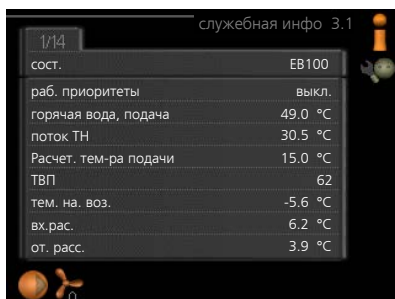 служебная инфо 3.1
1/14
сост. EB100
раб. приоритеты выкл.
горячая вода, подача 49.0 °C
поток ТН 30.5 °C
Расчет. тем-ра подачи 15.0 °C
ТВП 62
тем. на. воз. -5.6 °C
вх.рас. 6.2 °C
от. расс. 3.9 °C
0